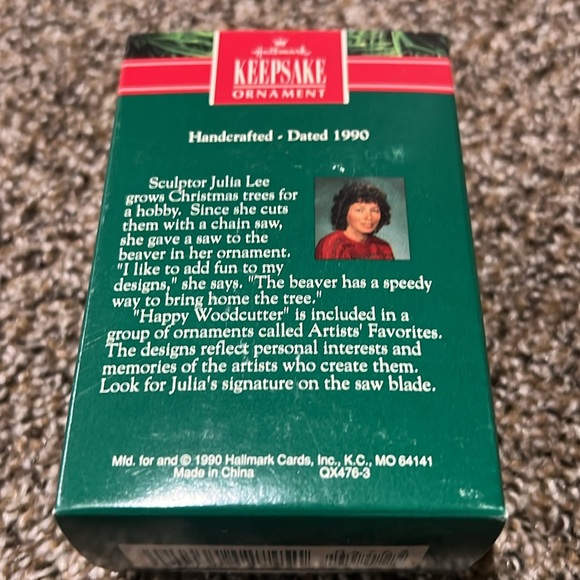 Hallmark
KEEPSAKE
ORNAMENT
Handcrafted - Dated 1990
Sculptor Julia Lee
grows Christmas trees for
a hobby. Since she cuts
them with a chain saw,
she gave a saw to the
beaver in her ornament.
"I like to add fun to my
designs," she says. "The beaver has a speedy
way to bring home the tree."
"Happy Woodcutter" is included in a
group of ornaments called Artists' Favorites.
The designs reflect personal interests and
memories of the artists who create them.
Look for Julia's signature on the saw blade.
Mfd. for and © 1990 Hallmark Cards, Inc., K.C., MO 64141
Made in China QX476-3